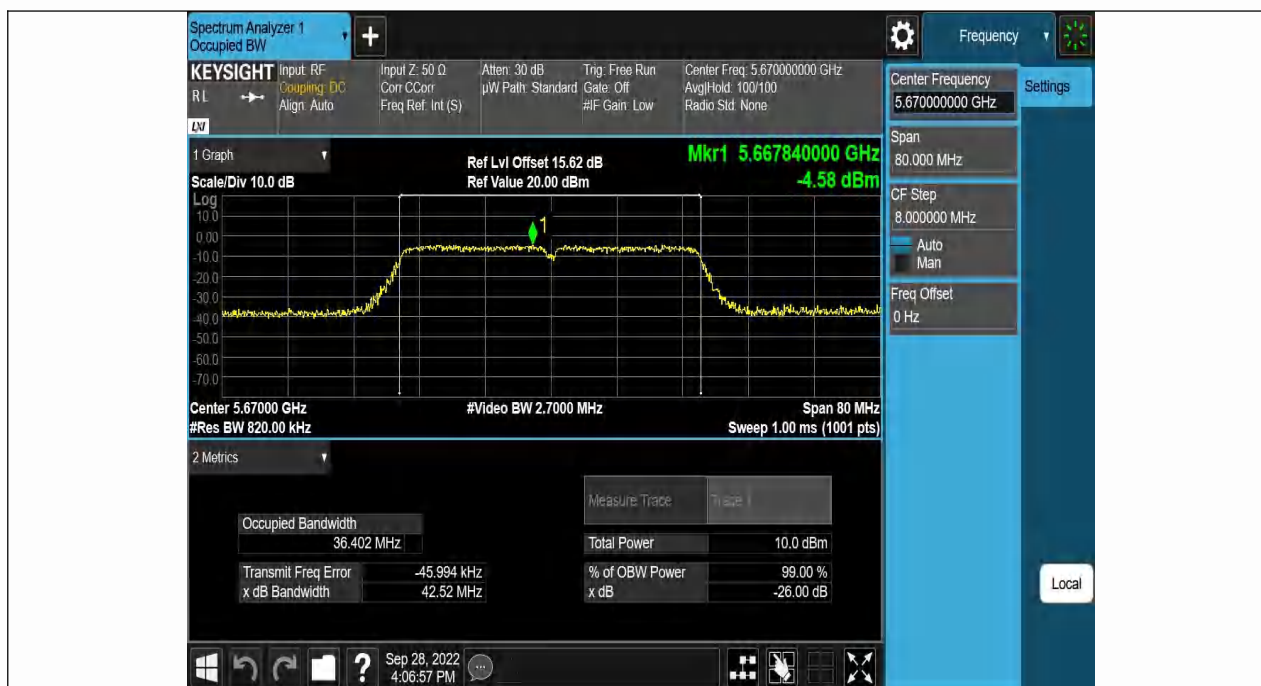 Spectrum Analyzer 1
Occupied BW
+
Frequency
KEYSIGHT
RL
LXI
Input: RF
Coupling: DC
Align: Auto
Input Z: 50 Ω
Corr CCorr
Freq Ref: Int (S)
Atten: 30 dB
µW Path: Standard
Trig: Free Run
Gate: Off
#IF Gain: Low
Center Freq: 5.670000000 GHz
Avg|Hold: 100/100
Radio Std: None
Center Frequency
5.670000000 GHz
Settings
Span
80.000 MHz
CF Step
8.000000 MHz
Auto
Man
Freq Offset
0 Hz
Local
1 Graph
Scale/Div 10.0 dB
Ref Lvl Offset 15.62 dB
Ref Value 20.00 dBm
Mkr1 5.667840000 GHz
-4.58 dBm
Log
10.0
0.00
-10.0
-20.0
-30.0
-40.0
-50.0
-60.0
-70.0
1
Center 5.67000 GHz
#Res BW 820.00 kHz
#Video BW 2.7000 MHz
Span 80 MHz
Sweep 1.00 ms (1001 pts)
2 Metrics
Measure Trace Trace 1
Occupied Bandwidth
36.402 MHz
Total Power 10.0 dBm
Transmit Freq Error -45.994 kHz
% of OBW Power 99.00 %
x dB Bandwidth 42.52 MHz
x dB -26.00 dB
?
Sep 28, 2022
4:06:57 PM